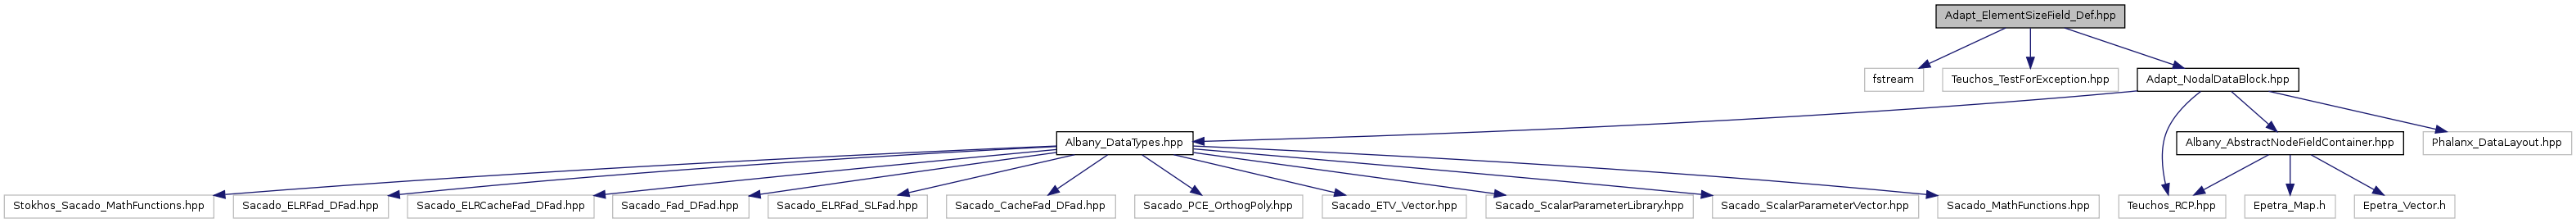 Adapt_ElementSizeField_Def.hpp
fstream
Teuchos_TestForException.hpp
Adapt_NodalDataBlock.hpp
Albany_DataTypes.hpp
Albany_AbstractNodeFieldContainer.hpp
Phalanx_DataLayout.hpp
Stokhos_Sacado_MathFunctions.hpp
Sacado_ELRFad_DFad.hpp
Sacado_ELRCacheFad_DFad.hpp
Sacado_Fad_DFad.hpp
Sacado_ELRFad_SLFad.hpp
Sacado_CacheFad_DFad.hpp
Sacado_PCE_OrthogPoly.hpp
Sacado_ETV_Vector.hpp
Sacado_ScalarParameterLibrary.hpp
Sacado_ScalarParameterVector.hpp
Sacado_MathFunctions.hpp
Teuchos_RCP.hpp
Epetra_Map.h
Epetra_Vector.h